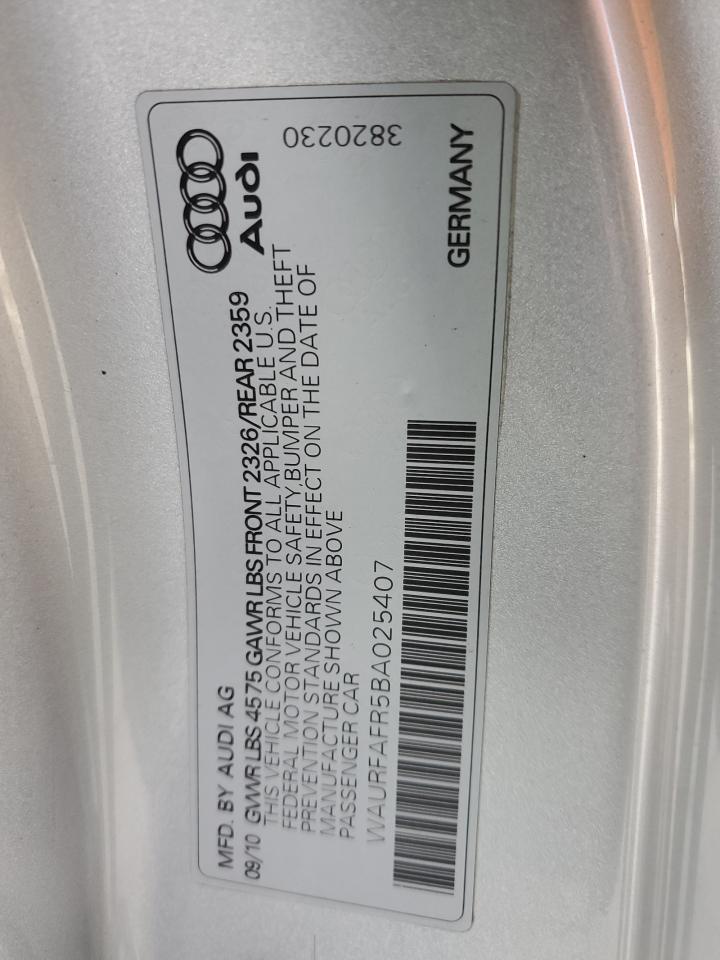 Audi
3820230
MFD. BY AUDI AG
09/10 GVWR LBS 4575 GAWR LBS FRONT 2326/REAR 2359
THIS VEHICLE CONFORMS TO ALL APPLICABLE U.S.
FEDERAL MOTOR VEHICLE SAFETY,BUMPER AND THEFT
PREVENTION STANDARDS IN EFFECT ON THE DATE OF
MANUFACTURE SHOWN ABOVE
PASSENGER CAR
WAURFAFR5BA025407
GERMANY